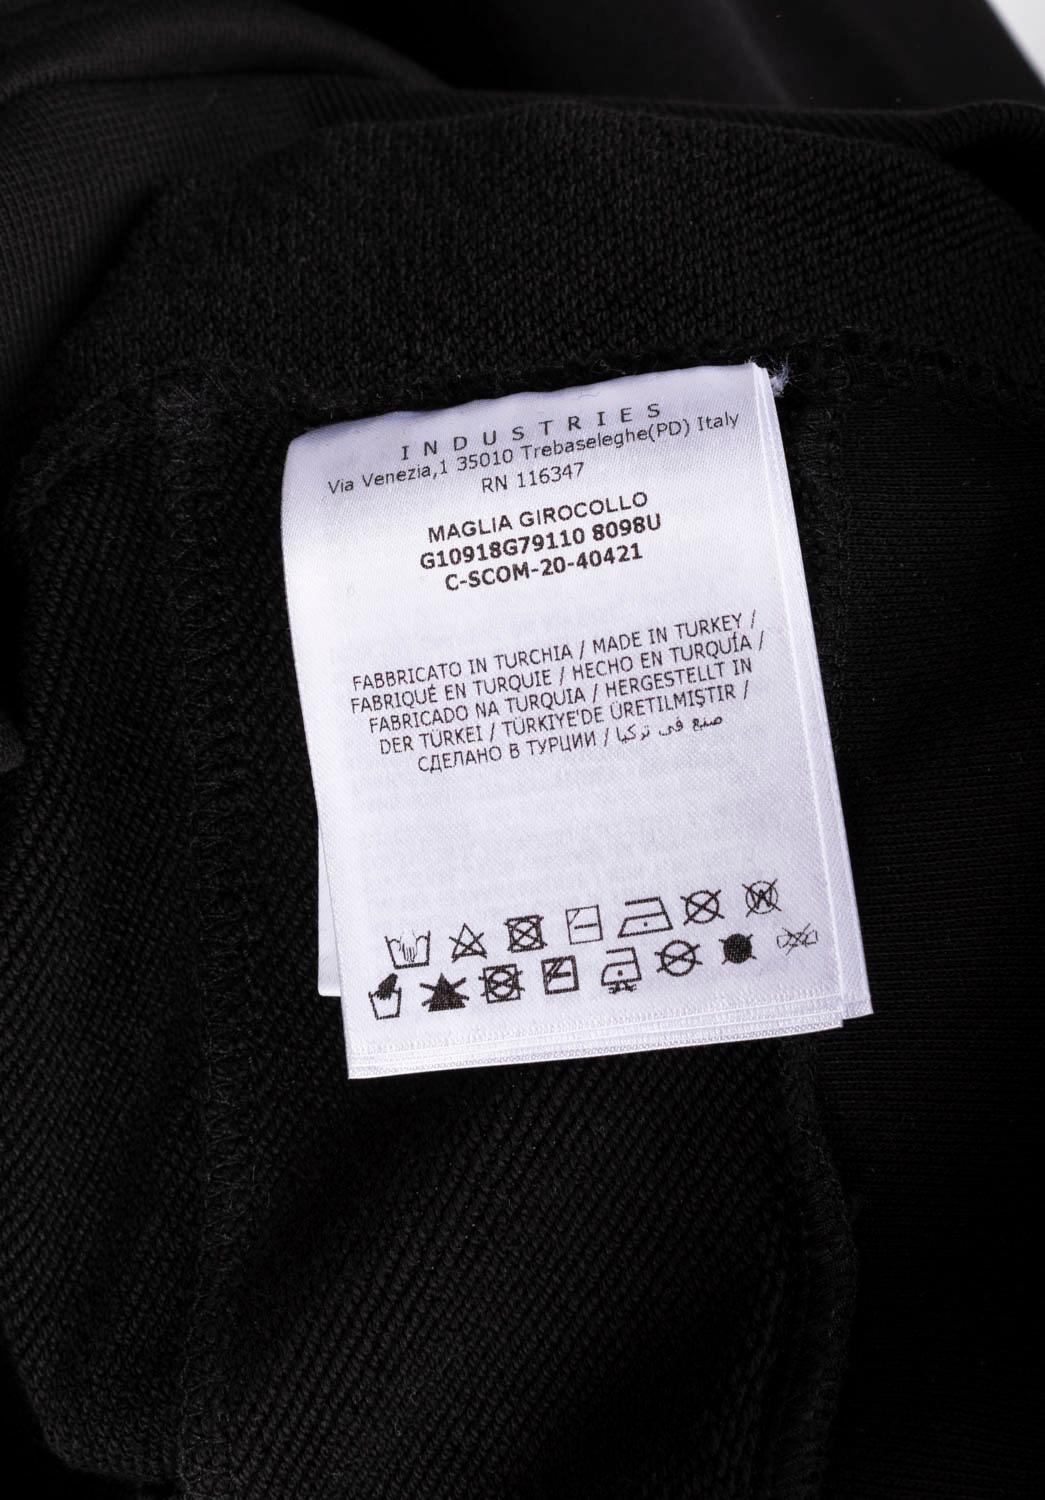 INDUSTRIES
Via Venezia,1 35010 Trebaseleghe(PD) Italy
RN 116347
MAGLIA GIROCOLLO
G10918G79110 8098U
C-SCOM-20-40421
FABBRICATO IN TURCHIA / MADE IN TURKEY /
FABRIQUÉ EN TURQUIE / HECHO EN TURQUÍA /
FABRICADO NA TURQUIA / HERGESTELLT IN
DER TÜRKEI / TÜRKIYE'DE ÜRETILMIŞTIR /
СДЕЛАНО В ТУРЦИИ / صنع في تركيا